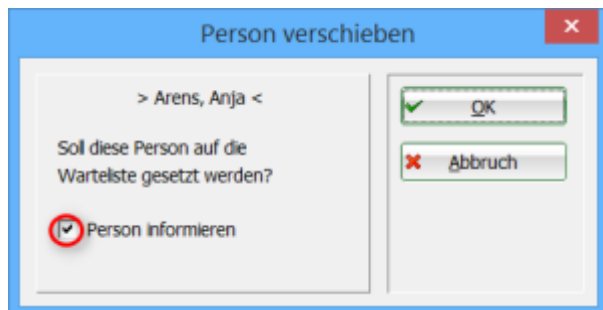 Person verschieben
> Arens, Anja <
Soll diese Person auf die
Warteliste gesetzt werden?
Person informieren
OK
Abbruch